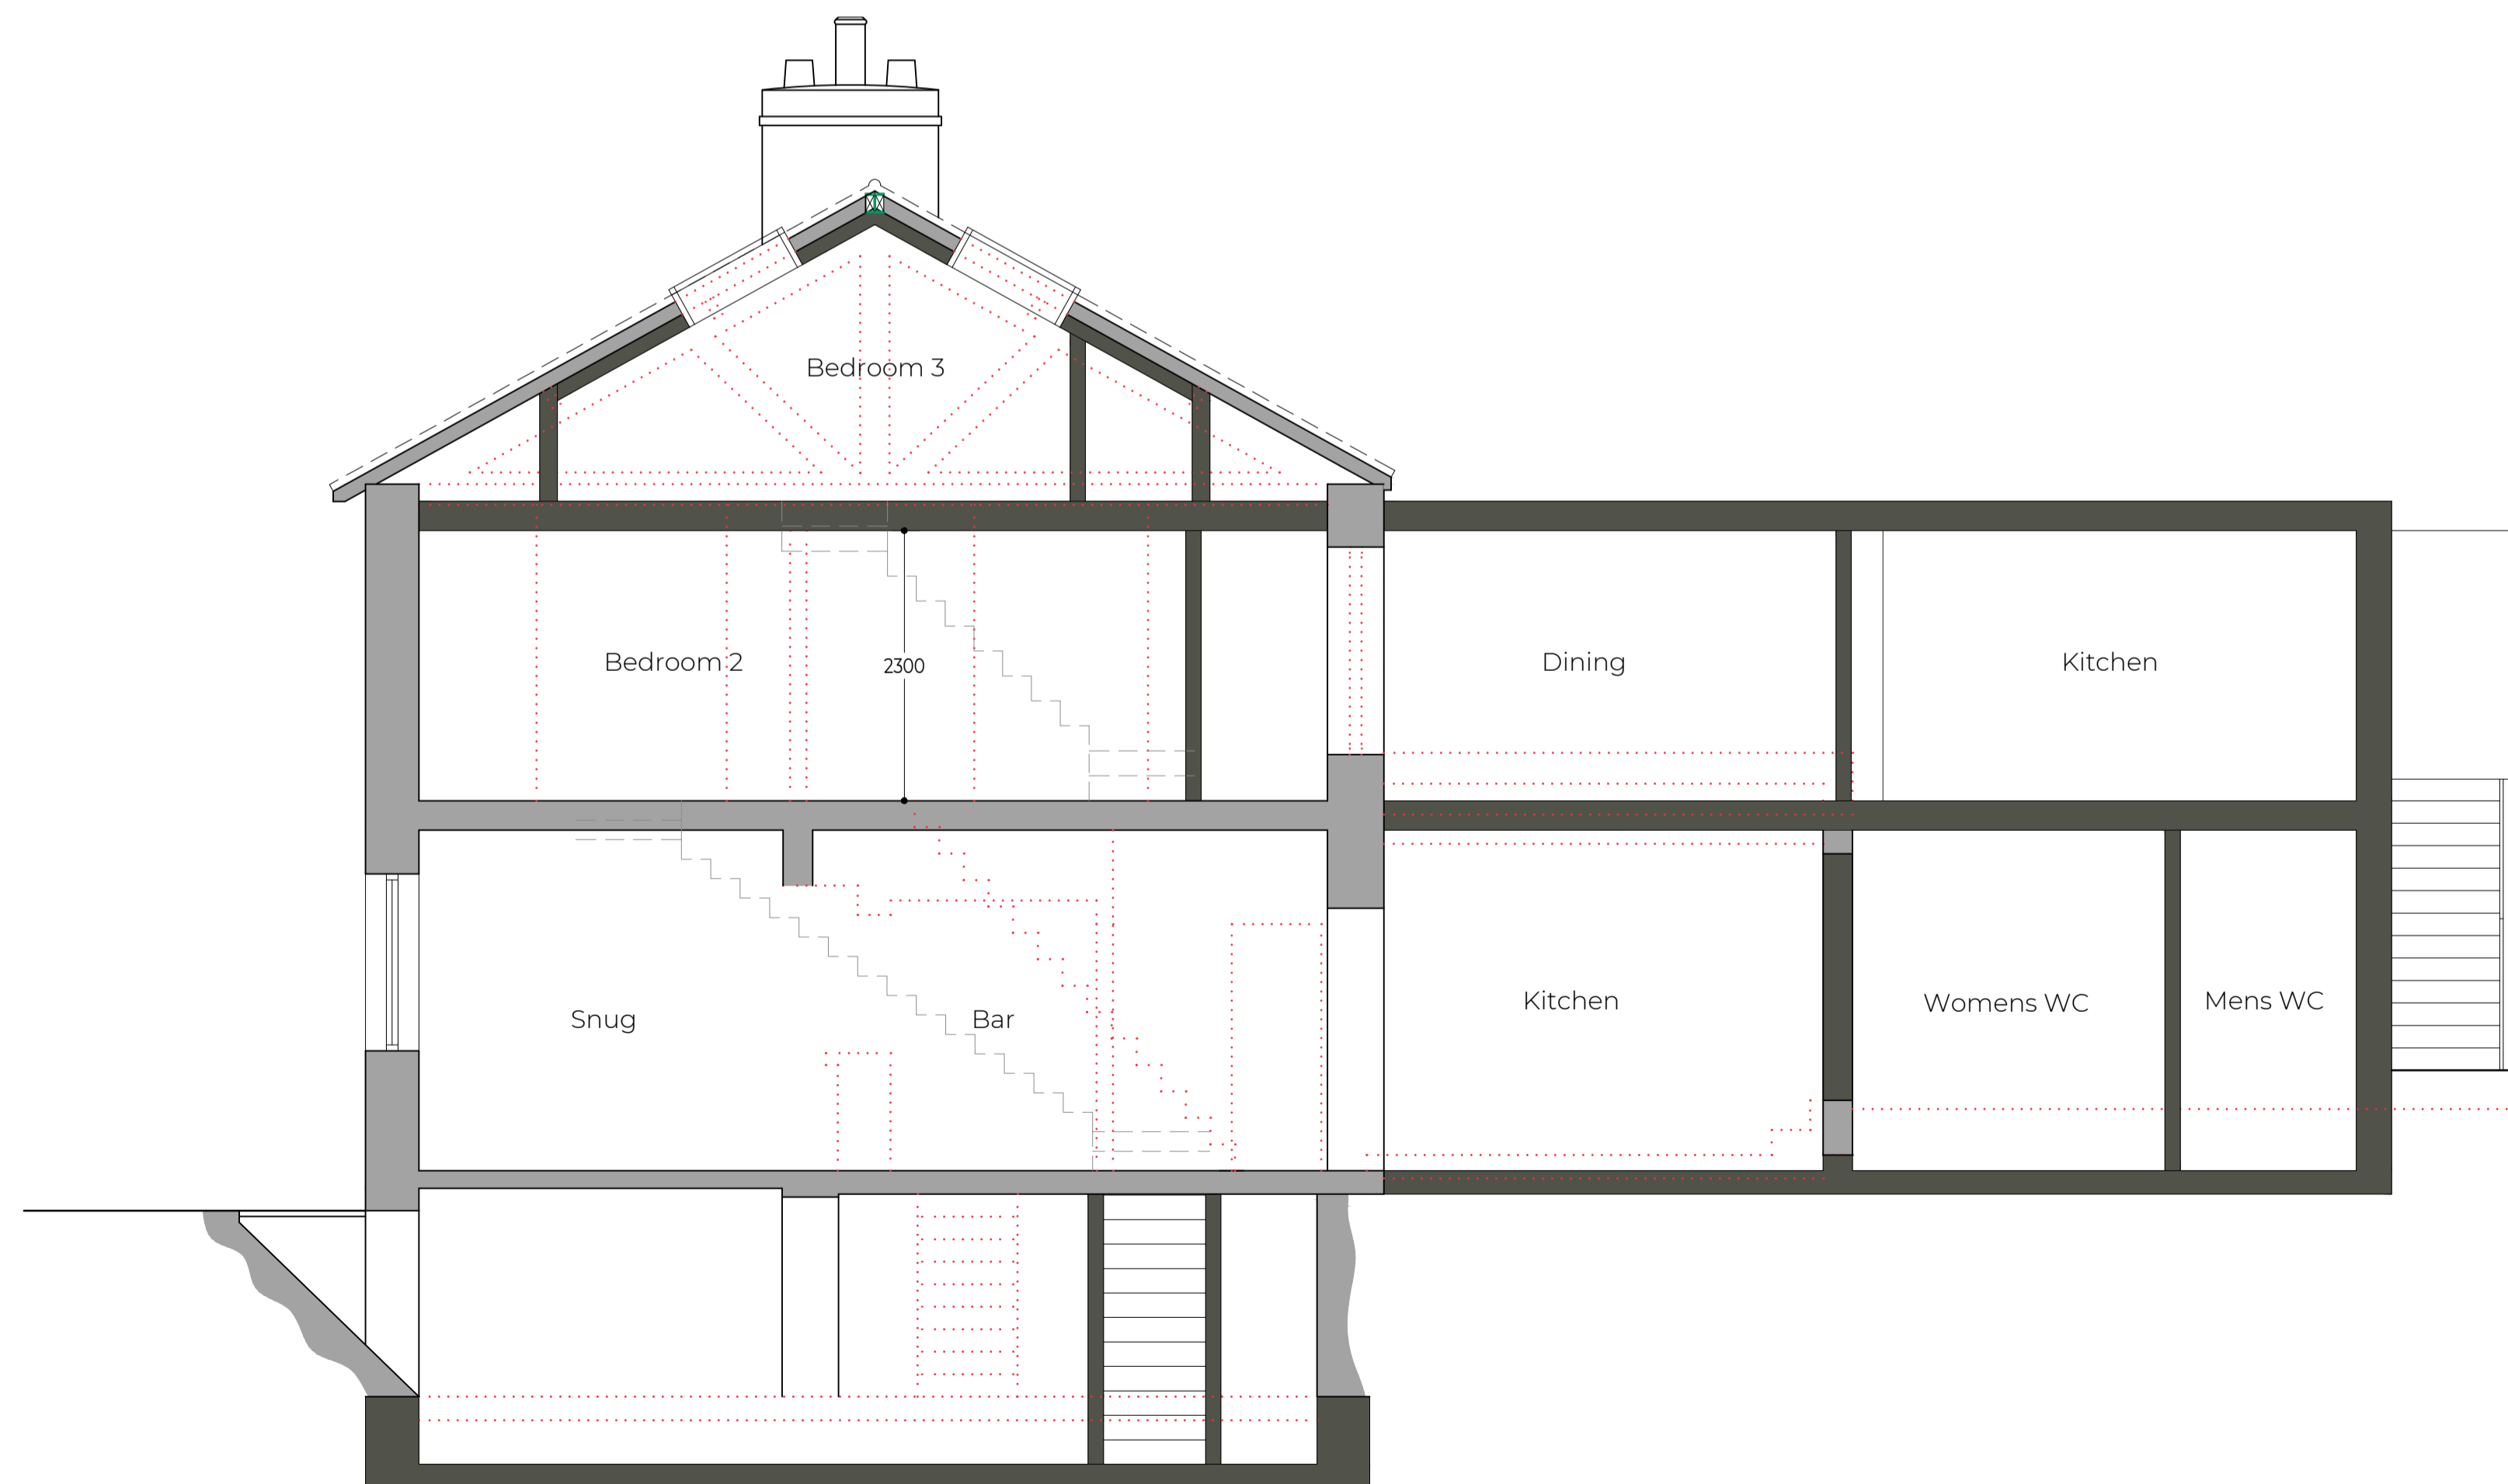 Bedroom 3
Bedroom 2
2300
Dining
Kitchen
Snug
Bar
Kitchen
Womens WC
Mens WC